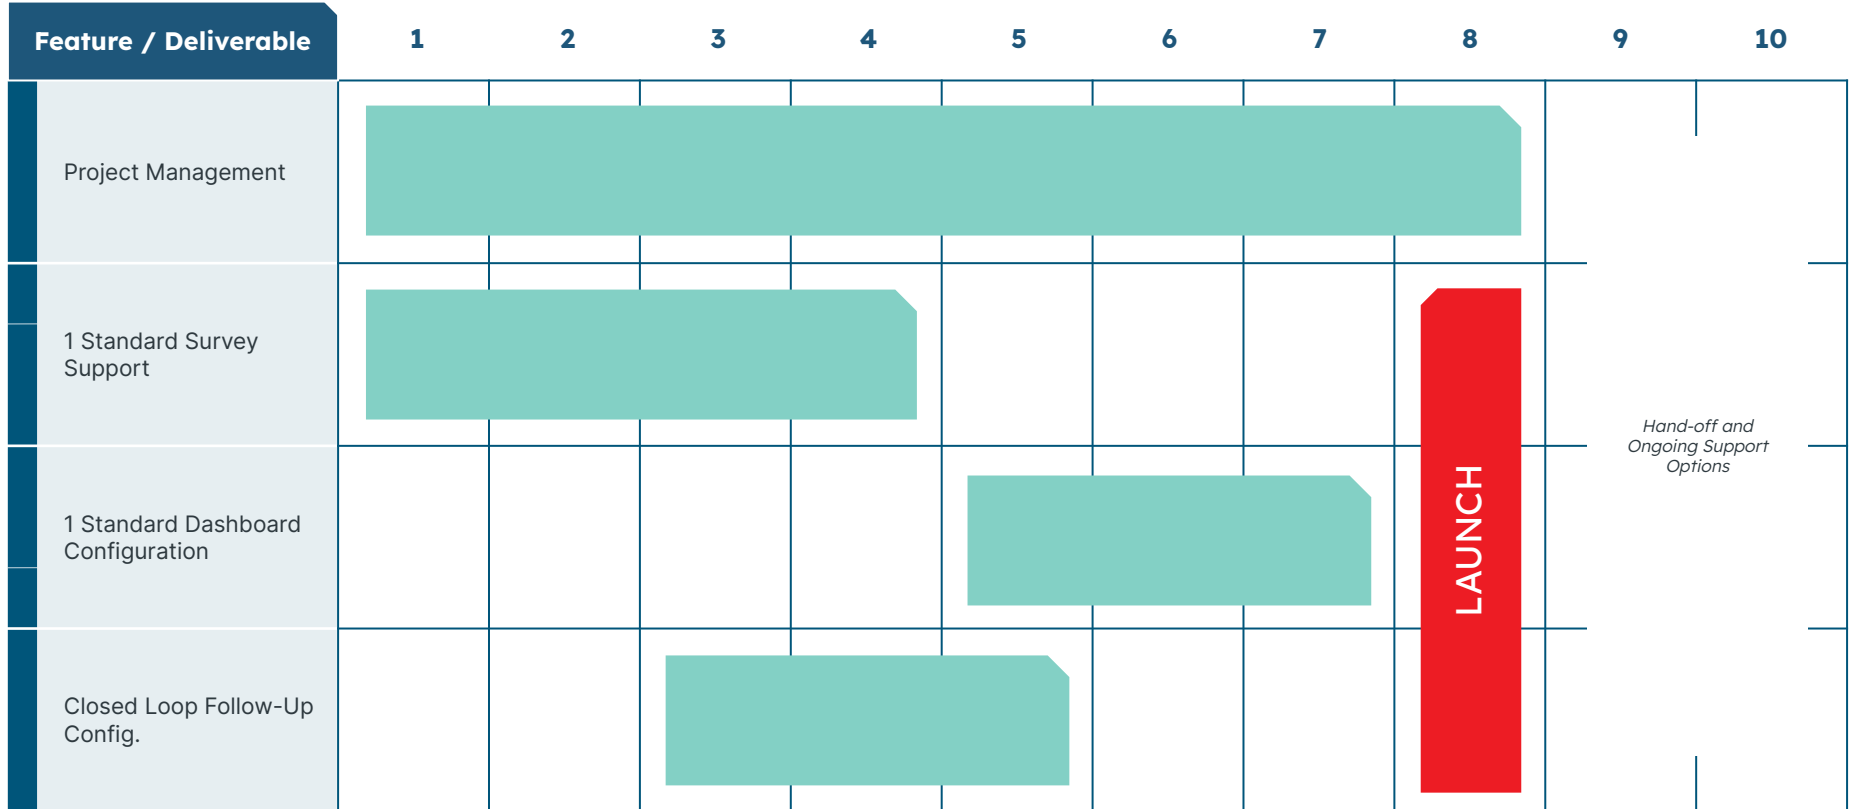 Feature / Deliverable 1 2 3 4 5 6 7 8 9 10
Project Management
1 Standard Survey
Support
1 Standard Dashboard
Configuration
Closed Loop Follow-Up
Config.
LAUNCH
Hand-off and
Ongoing Support
Options